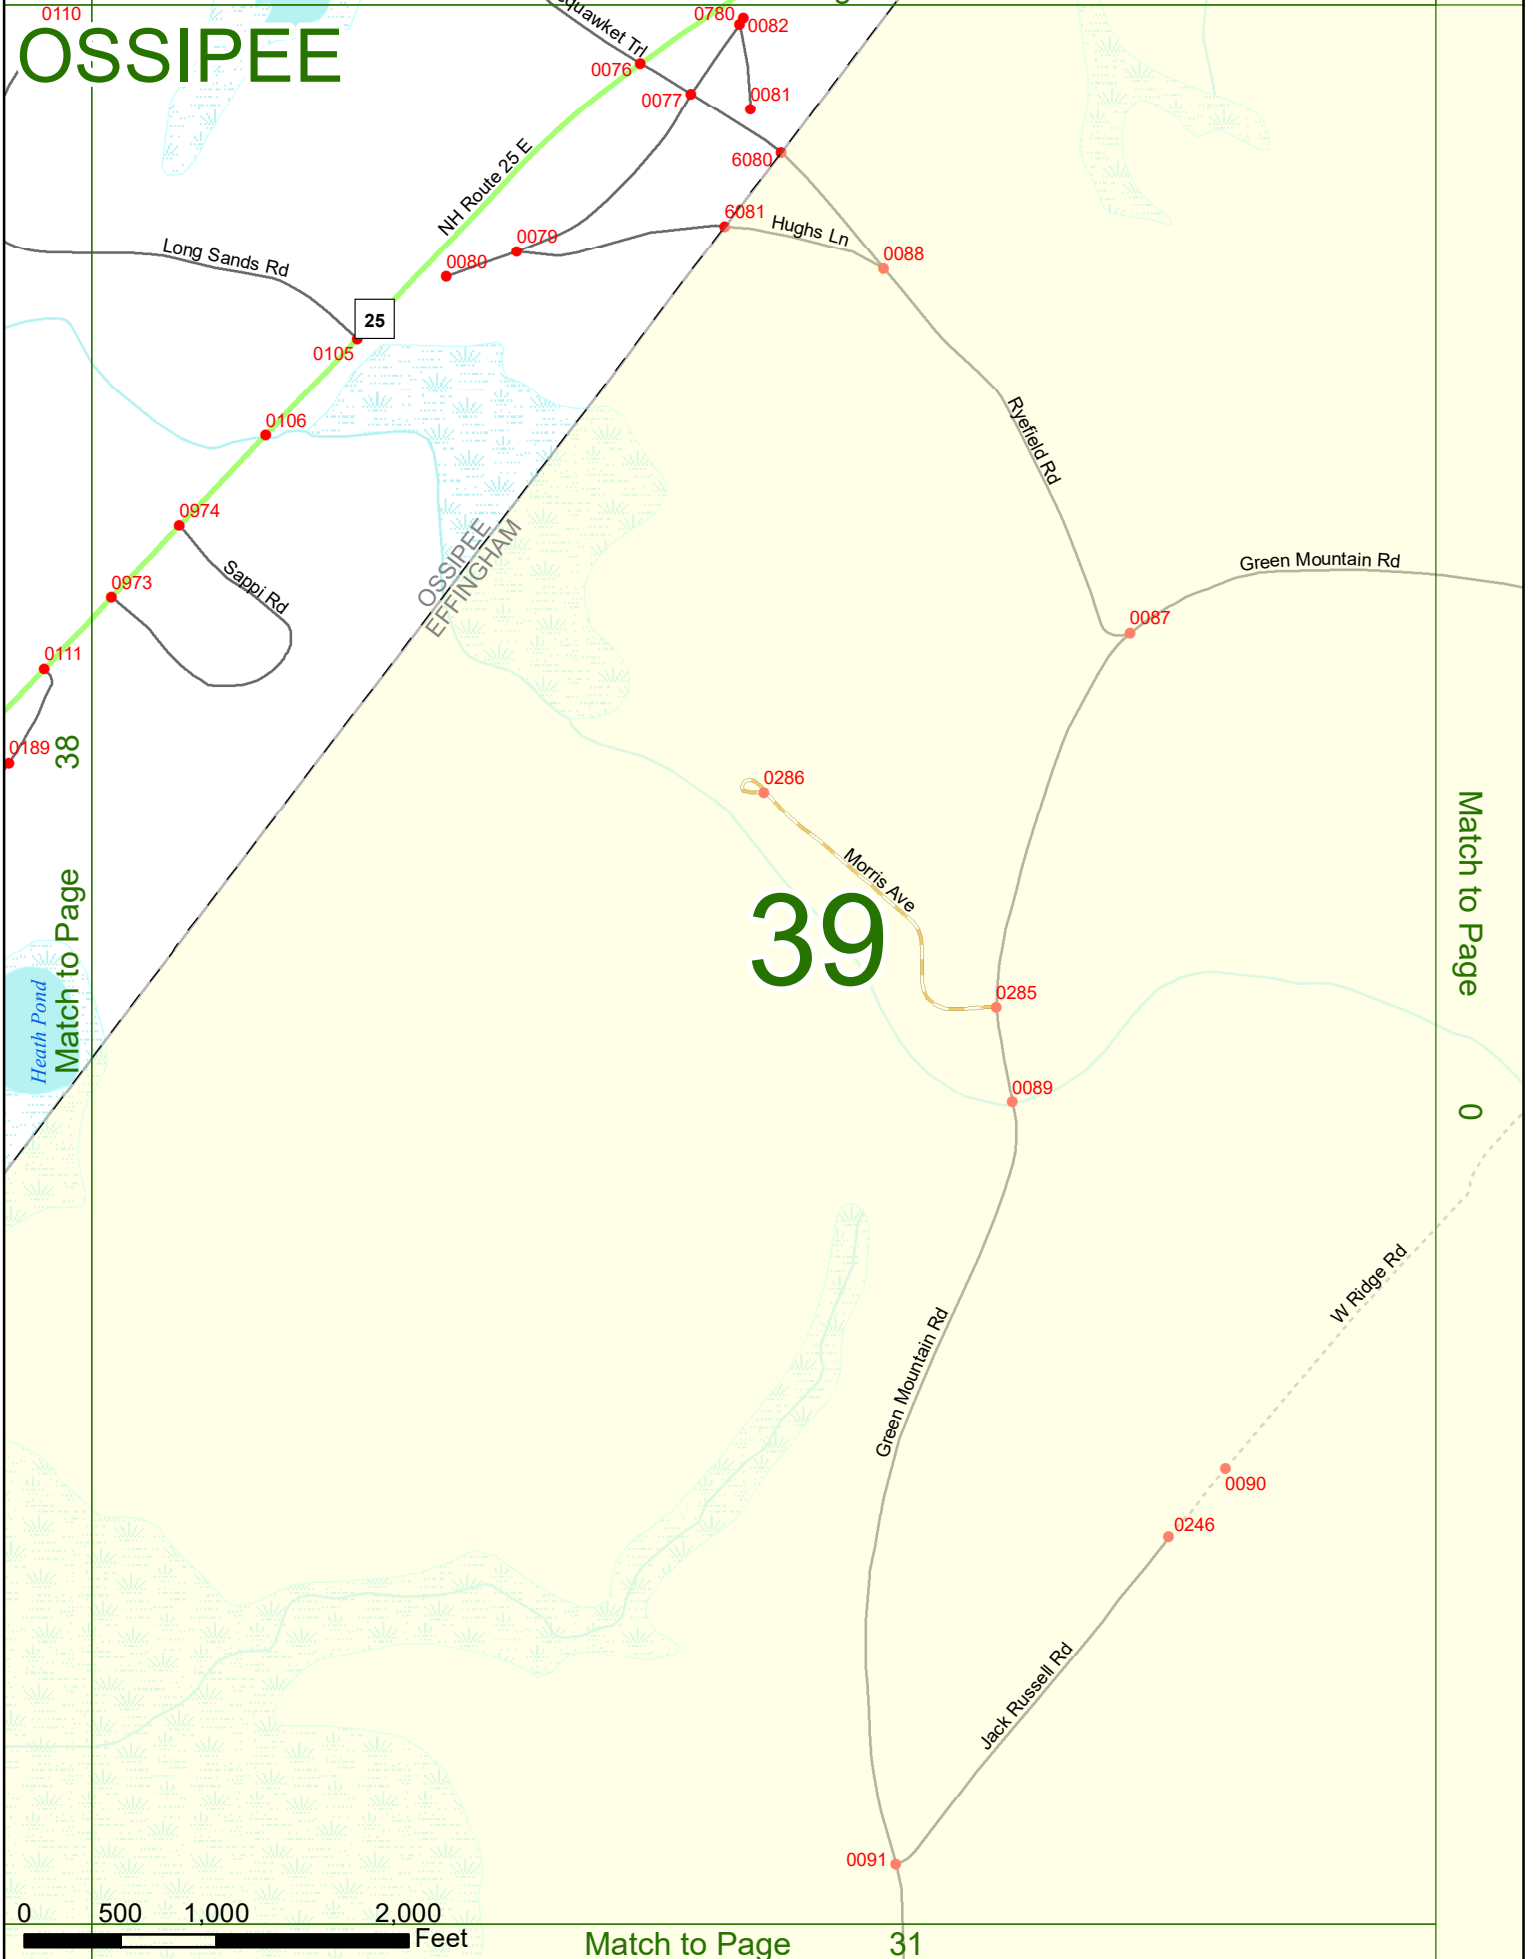 0110
OSSIPEE
squawket Trl
0780
0082
0076
0077
0081
6080
NH Route 25 E
6081
Hughs Ln
0079
0080
0088
Long Sands Rd
25
0105
0106
Ryefield Rd
0974
Sappi Rd
0973
OSSIPEE
EFFINGHAM
Green Mountain Rd
0087
0111
0189
38
Match to Page
0286
Morris Ave
39
Match to Page
0
Heath Pond
0285
0089
W Ridge Rd
Green Mountain Rd
0090
0246
Jack Russell Rd
0091
0 500 1,000 2,000
Feet
Match to Page 31